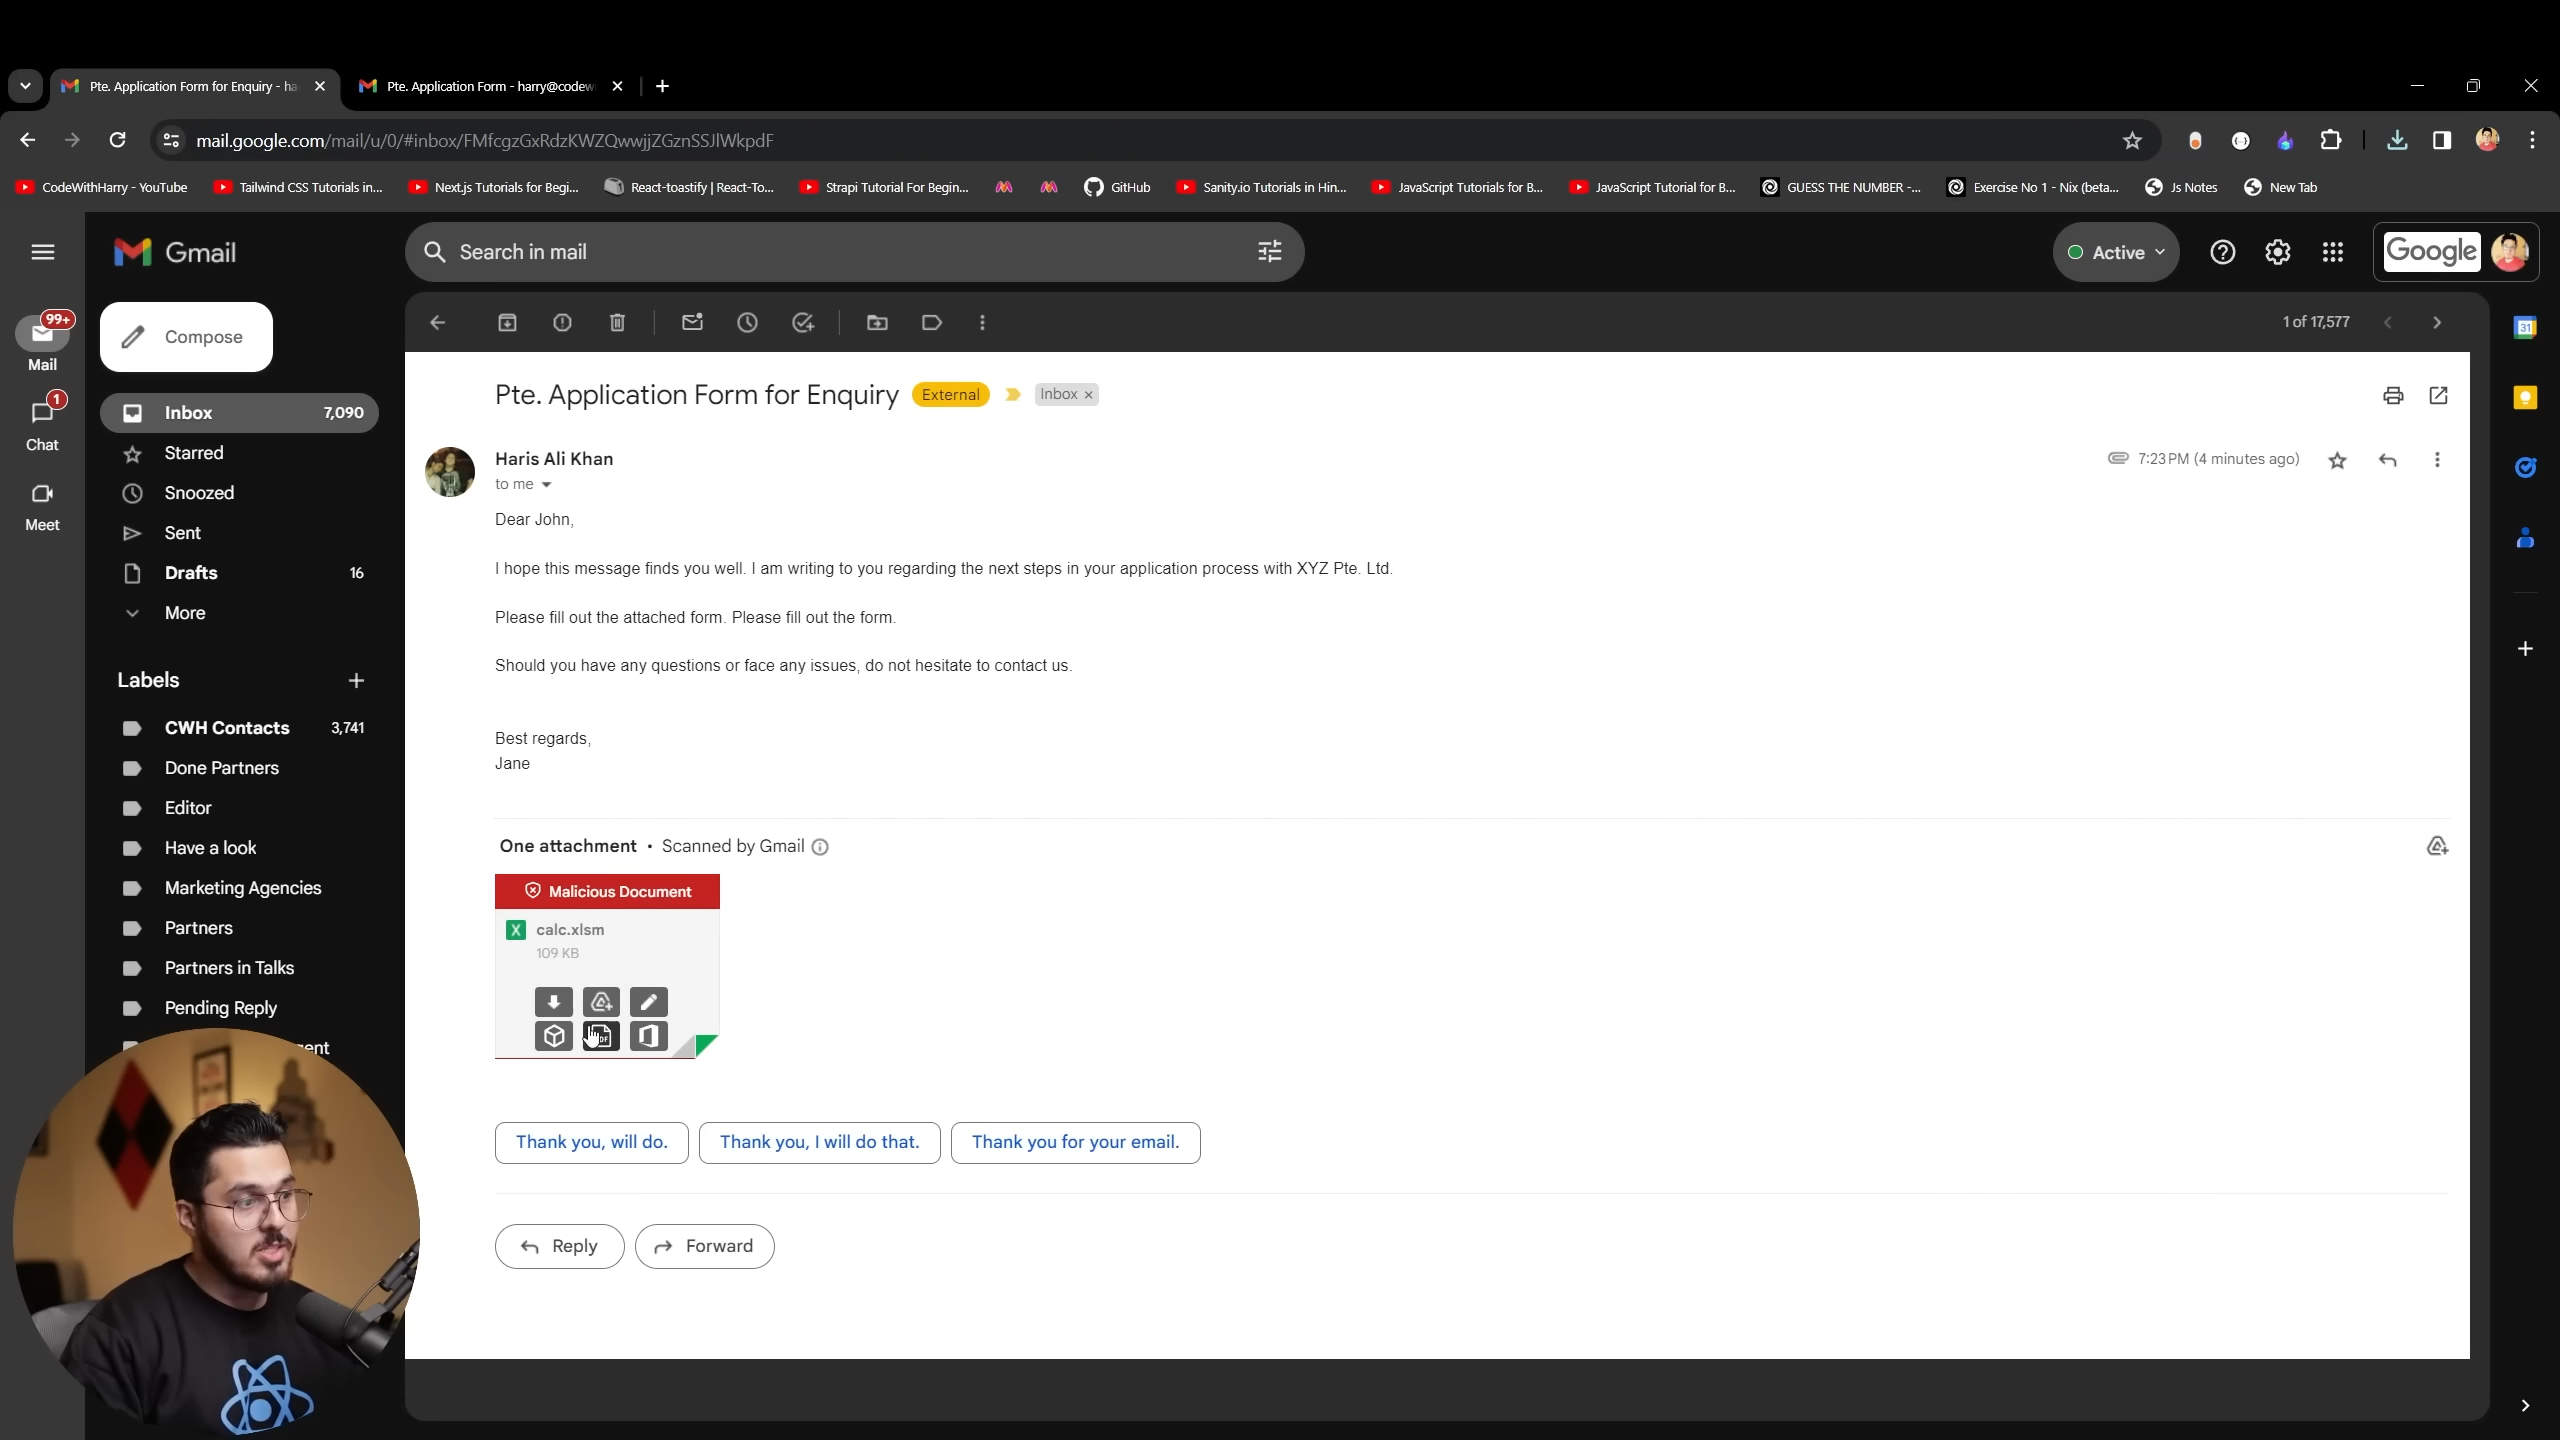 Pte. Application Form for Enquiry - ha
Pte. Application Form - harry@codew
mail.google.com/mail/u/0/#inbox/FMfcgzGxRdzKWZQwwjjZGznSSJlWkpdF
CodeWithHarry - YouTube
Tailwind CSS Tutorials in...
Next.js Tutorials for Begi...
React-toastify | React-To...
Strapi Tutorial For Begin...
GitHub
Sanity.io Tutorials in Hin...
JavaScript Tutorials for B...
JavaScript Tutorial for B...
GUESS THE NUMBER -...
Exercise No 1 - Nix (beta...
Js Notes
New Tab
Gmail
Search in mail
Active
Google
99+
Mail
1
Chat
Meet
Compose
Inbox 7,090
Starred
Snoozed
Sent
Drafts 16
More
Labels
CWH Contacts 3,741
Done Partners
Editor
Have a look
Marketing Agencies
Partners
Partners in Talks
Pending Reply
1 of 17,577
31
Pte. Application Form for Enquiry External Inbox
Haris Ali Khan
7:23 PM (4 minutes ago)
to me
Dear John,
I hope this message finds you well. I am writing to you regarding the next steps in your application process with XYZ Pte. Ltd.
Please fill out the attached form. Please fill out the form.
Should you have any questions or face any issues, do not hesitate to contact us.
Best regards,
Jane
One attachment • Scanned by Gmail
Malicious Document
calc.xlsm
109 KB
Thank you, will do.
Thank you, I will do that.
Thank you for your email.
Reply
Forward